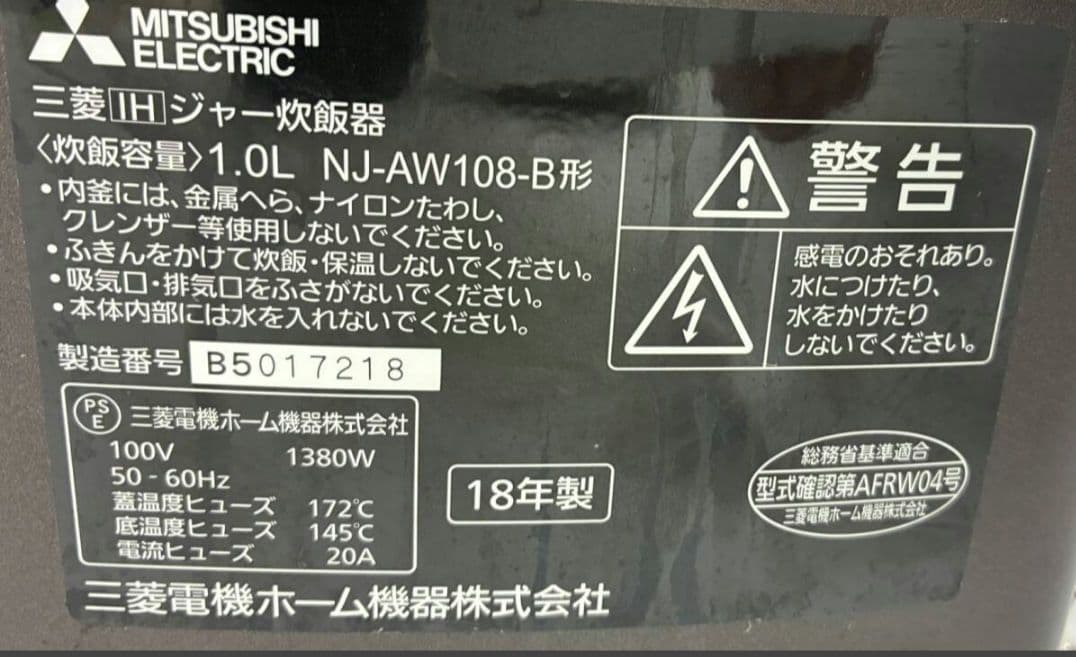 MITSUBISHI
ELECTRIC
三菱IHジャー炊飯器
〈炊飯容量〉1.0L NJ-AW108-B形
•内釜には、金属へら、ナイロンたわし、
クレンザー等使用しないでください。
•ふきんをかけて炊飯・保温しないでください。
•吸気口・排気口をふさがないでください。
•本体内部には水を入れないでください。
製造番号 B5017218
警告
感電のおそれあり。
水につけたり、
水をかけたり
しないでください。
PSE 三菱電機ホーム機器株式会社
100V 1380W
50-60Hz
蓋温度ヒューズ 172℃
底温度ヒューズ 145℃
電流ヒューズ 20A
18年製
総務省基準適合
型式確認第AFRW04号
三菱電機ホーム機器株式会社
三菱電機ホーム機器株式会社